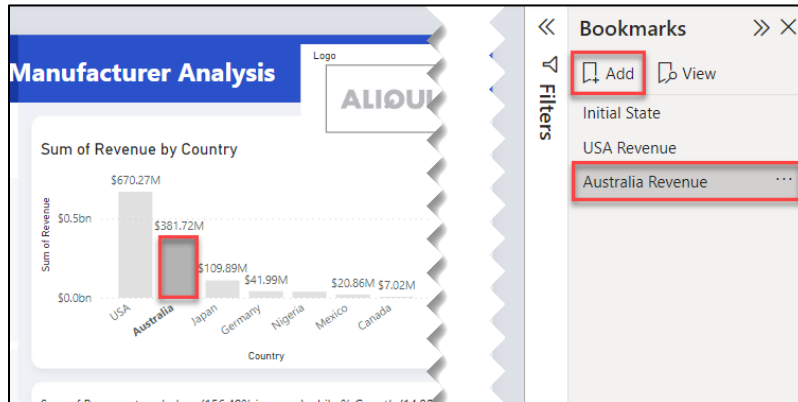 Manufacturer Analysis
Logo
ALIQUI
Sum of Revenue by Country
$670.27M
$381.72M
$109.89M
$41.99M
$20.86M
$7.02M
$0.5bn
$0.0bn
Sum of Revenue
USA
Australia
Japan
Germany
Nigeria
Mexico
Canada
Country
Filters
Bookmarks
Add
View
Initial State
USA Revenue
Australia Revenue